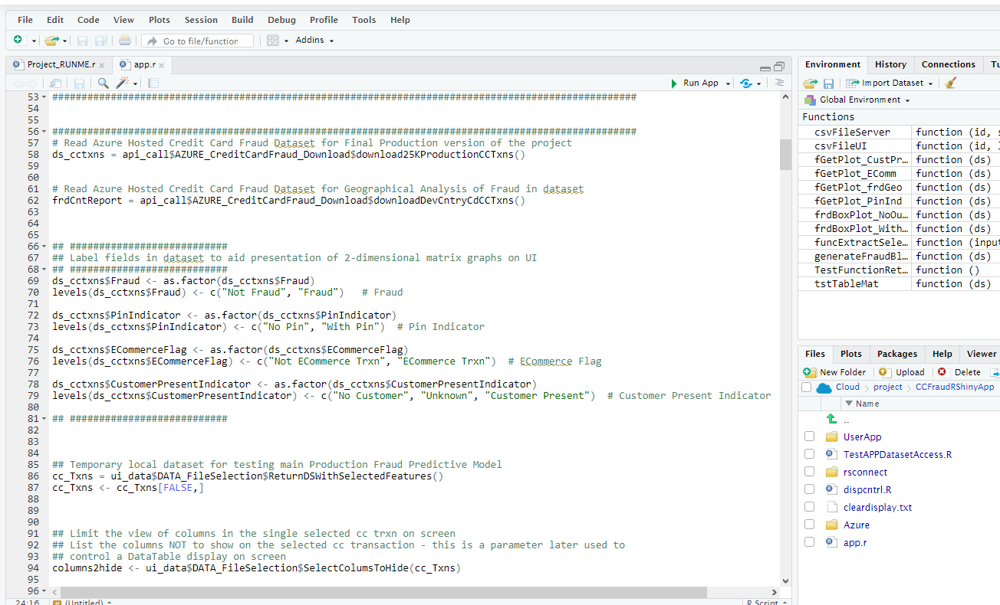 File Edit Code View Plots Session Build Debug Profile Tools Help
Go to file/function Addins
Project_RUNME.r app.r
Run App
53 ####################################################################################################
54
55
56 ####################################################################################################
57 # Read Azure Hosted Credit Card Fraud Dataset for Final Production version of the project
58 ds_cctxns = api_call$AZURE_CreditCardFraud_Download$download25KProductionCCTxns()
59
60
61 # Read Azure Hosted Credit Card Fraud Dataset for Geographical Analysis of Fraud in dataset
62 frdCntReport = api_call$AZURE_CreditCardFraud_Download$downloadDevCntryCdCCTxns()
63
64
65
66 ## ###########################
67 ## Label fields in dataset to aid presentation of 2-dimensional matrix graphs on UI
68 ## ###########################
69 ds_cctxns$Fraud <- as.factor(ds_cctxns$Fraud)
70 levels(ds_cctxns$Fraud) <- c("Not Fraud", "Fraud")   # Fraud
71
72 ds_cctxns$PinIndicator <- as.factor(ds_cctxns$PinIndicator)
73 levels(ds_cctxns$PinIndicator) <- c("No Pin", "With Pin")  # Pin Indicator
74
75 ds_cctxns$ECommerceFlag <- as.factor(ds_cctxns$ECommerceFlag)
76 levels(ds_cctxns$ECommerceFlag) <- c("Not ECommerce Trxn", "ECommerce Trxn")  # ECommerce Flag
77
78 ds_cctxns$CustomerPresentIndicator <- as.factor(ds_cctxns$CustomerPresentIndicator)
79 levels(ds_cctxns$CustomerPresentIndicator) <- c("No Customer", "Unknown", "Customer Present")  # Customer Present Indicator
80
81 ## ###########################
82
83
84
85 ## Temporary local dataset for testing main Production Fraud Predictive Model
86 cc_Txns = ui_data$DATA_FileSelection$ReturnDSWithSelectedFeatures()
87 cc_Txns <- cc_Txns[FALSE,]
88
89
90
91 ## Limit the view of columns in the single selected cc trxn on screen
92 ## List the columns NOT to show on the selected cc transaction - this is a parameter later used to
93 ## control a DataTable display on screen
94 columns2hide <- ui_data$DATA_FileSelection$SelectColumsToHide(cc_Txns)
95
96
24:16 # (Untitled) R Script
Environment History Connections Tu
Import Dataset
Global Environment
Functions
csvFileServer function (id, s
csvFileUI function (id, l
fGetPlot_CustPr… function (ds)
fGetPlot_EComm function (ds)
fGetPlot_frdGeo function (ds)
fGetPlot_PinInd function (ds)
frdBoxPlot_NoOu… function (ds)
frdBoxPlot_With… function (ds)
funcExtractSele… function (input
generateFraudBl… function (ds)
TestFunctionRet… function ()
tstTableMat function (ds)
Files Plots Packages Help Viewer
New Folder Upload Delete
Cloud project CCFraudRShinyApp
Name
..
UserApp
TestAPPDatasetAccess.R
rsconnect
dispcntrl.R
cleardisplay.txt
Azure
app.r